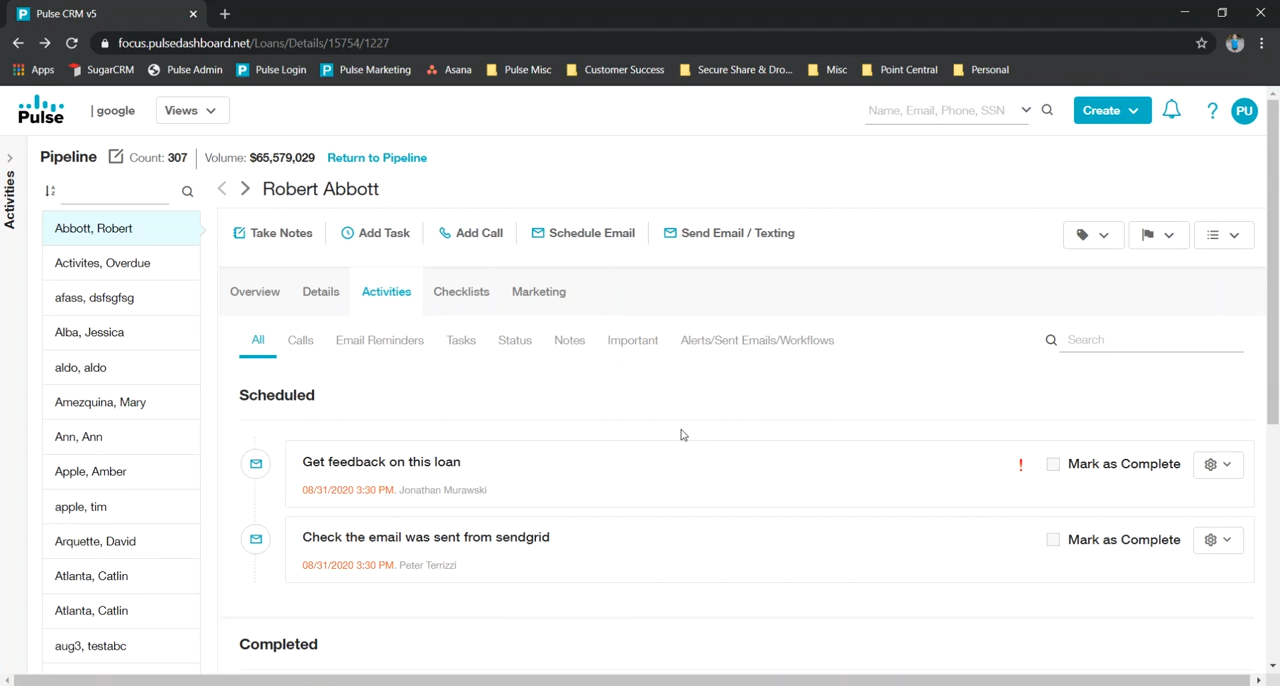 Pulse CRM v5
focus.pulsedashboard.net/Loans/Details/15754/1227
Apps SugarCRM Pulse Admin Pulse Login Pulse Marketing Asana Pulse Misc Customer Success Secure Share & Dro... Misc Point Central Personal
Pulse | google Views Name, Email, Phone, SSN Create ? PU
Activities
Pipeline Count: 307 Volume: $65,579,029 Return to Pipeline
Robert Abbott
Abbott, Robert
Activites, Overdue
afass, dsfsgfsg
Alba, Jessica
aldo, aldo
Amezquina, Mary
Ann, Ann
Apple, Amber
apple, tim
Arquette, David
Atlanta, Catlin
Atlanta, Catlin
aug3, testabc
Take Notes Add Task Add Call Schedule Email Send Email / Texting
Overview Details Activities Checklists Marketing
All Calls Email Reminders Tasks Status Notes Important Alerts/Sent Emails/Workflows Search
Scheduled
Get feedback on this loan ! Mark as Complete
08/31/2020 3:30 PM. Jonathan Murawski
Check the email was sent from sendgrid Mark as Complete
08/31/2020 3:30 PM. Peter Terrizzi
Completed